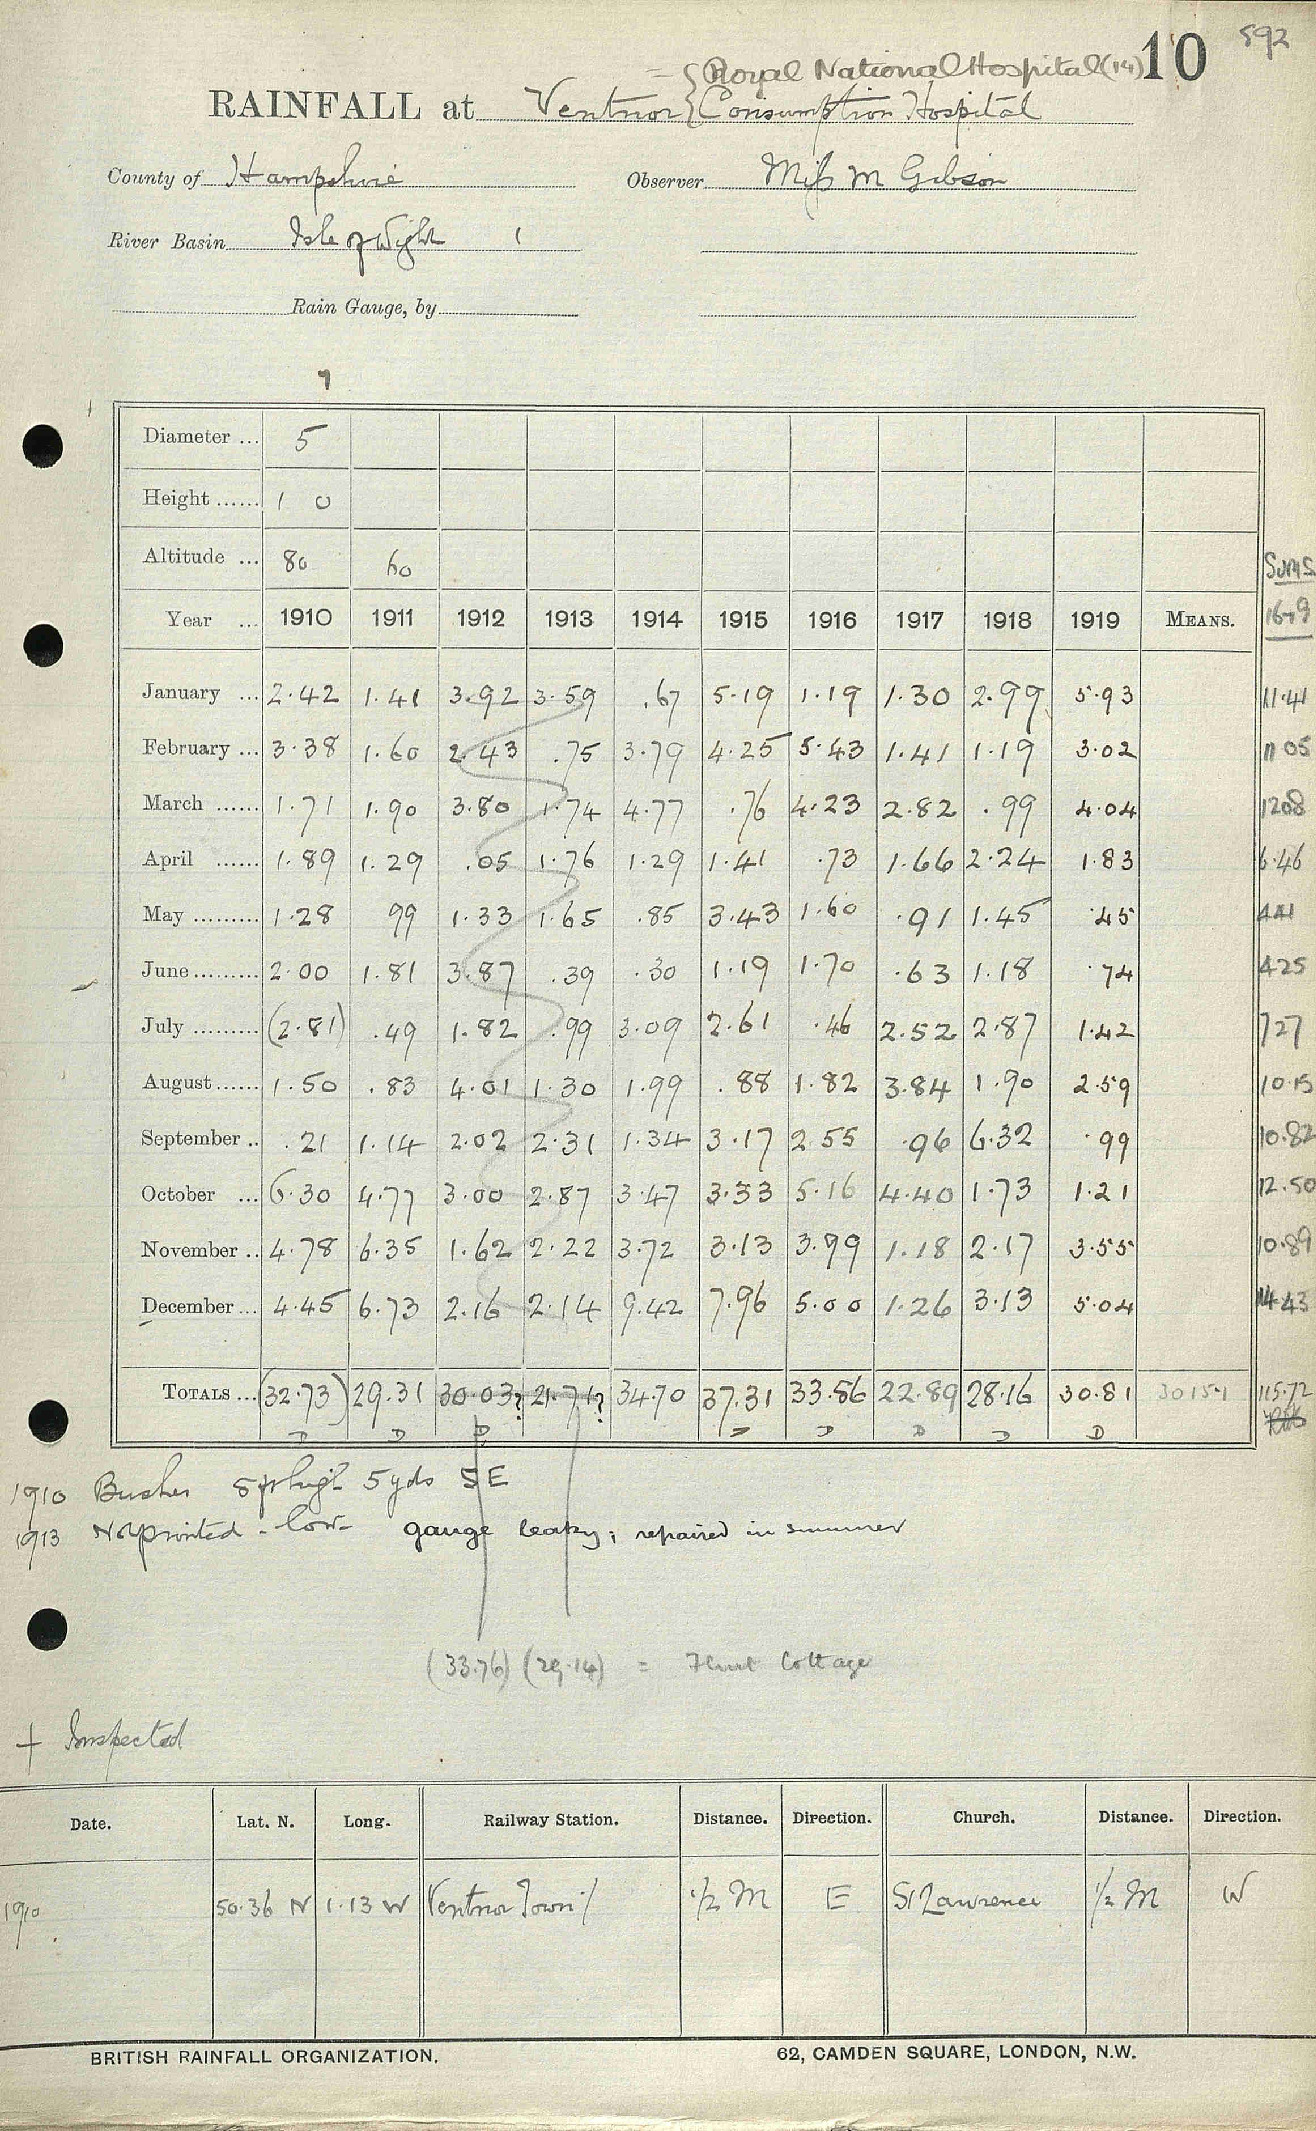 592
= { Royal National Hospital (14) 10
RAINFALL at Ventnor { Consumption Hospital
County of Hampshire Observer Miss M Gibson
River Basin Isle of Wight 1
Rain Gauge, by
Diameter ... 5
Height ...... 1 0
Altitude ... 80 60
Sums
Year ... 1910 1911 1912 1913 1914 1915 1916 1917 1918 1919 MEANS. 16-19
January ... 2.42 1.41 3.92 3.59 .67 5.19 1.19 1.30 2.99 5.93 11.41
February ... 3.38 1.60 2.43 .75 3.79 4.25 5.43 1.41 1.19 3.02 11 05
March ...... 1.71 1.90 3.80 1.74 4.77 .76 4.23 2.82 .99 4.04 1208
April ...... 1.89 1.29 .05 1.76 1.29 1.41 .73 1.66 2.24 1.83 6.46
May ......... 1.28 99 1.33 1.65 .85 3.43 1.60 .91 1.45 .45 441
June ......... 2.00 1.81 3.87 .39 .30 1.19 1.70 .63 1.18 .74 425
July ......... (2.81) .49 1.82 .99 3.09 2.61 .46 2.52 2.87 1.42 727
August ...... 1.50 .83 4.01 1.30 1.99 .88 1.82 3.84 1.90 2.59 10.15
September .. .21 1.14 2.02 2.31 1.34 3.17 2.55 .96 6.32 .99 10.82
October ... 6.30 4.77 3.00 2.87 3.47 3.33 5.16 4.40 1.73 1.21 12.50
November .. 4.78 6.35 1.62 2.22 3.72 3.13 3.99 1.18 2.17 3.55 10.89
December ... 4.45 6.73 2.16 2.14 9.42 7.96 5.00 1.26 3.13 5.04 14.43
TOTALS ... (32.73) 29.31 30.03? 21.71? 34.70 37.31 33.86 22.89 28.16 30.81 30151 115.72
D D D D D D D D
1910 Bushes 8ft high 5yds SE
1913 Not printed - low - gauge leaky; repaired in summer
(33.76) (29.14) = Flint Cottage
+ Inspected
Date. Lat. N. Long. Railway Station. Distance. Direction. Church. Distance. Direction.
1910 50.36 N 1.13 W Ventnor Town 1/2 M E St Lawrence 1/2 M W
BRITISH RAINFALL ORGANIZATION. 62, CAMDEN SQUARE, LONDON, N.W.